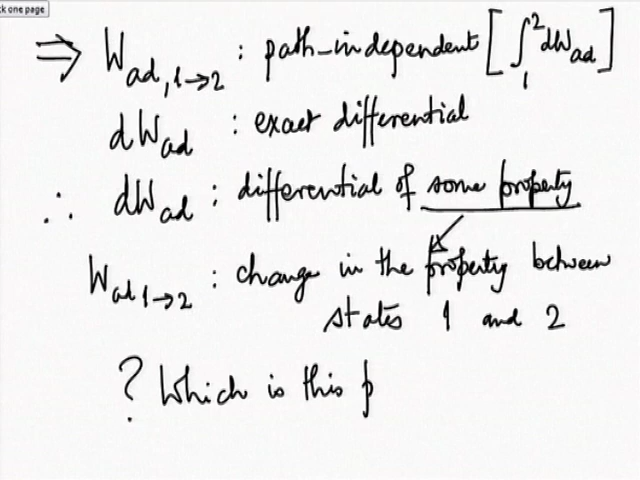 ck one page
⇒ W_ad,1→2 : path-independent [∫₁² dW_ad]
dW_ad : exact differential
∴ dW_ad : differential of some property
W_ad 1→2 : change in the property between
states 1 and 2
? Which is this p